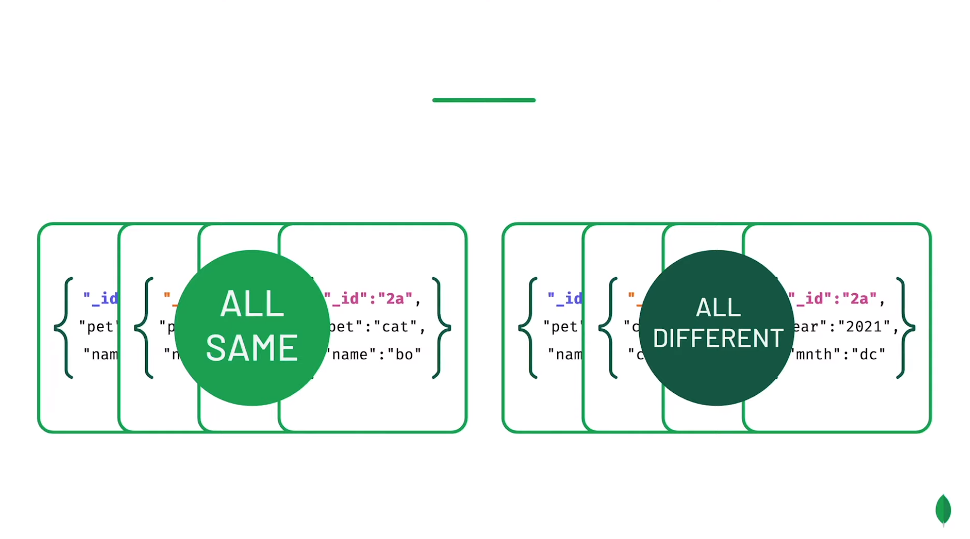 "_id
"pet"
"nam
"_
"p
"n
ALL
SAME
"_id":"2a",
pet":"cat",
"name":"bo"
"_id
"pet"
"nam
"_
"c
"c
ALL
DIFFERENT
"_id":"2a",
ear":"2021",
"mnth":"dc"